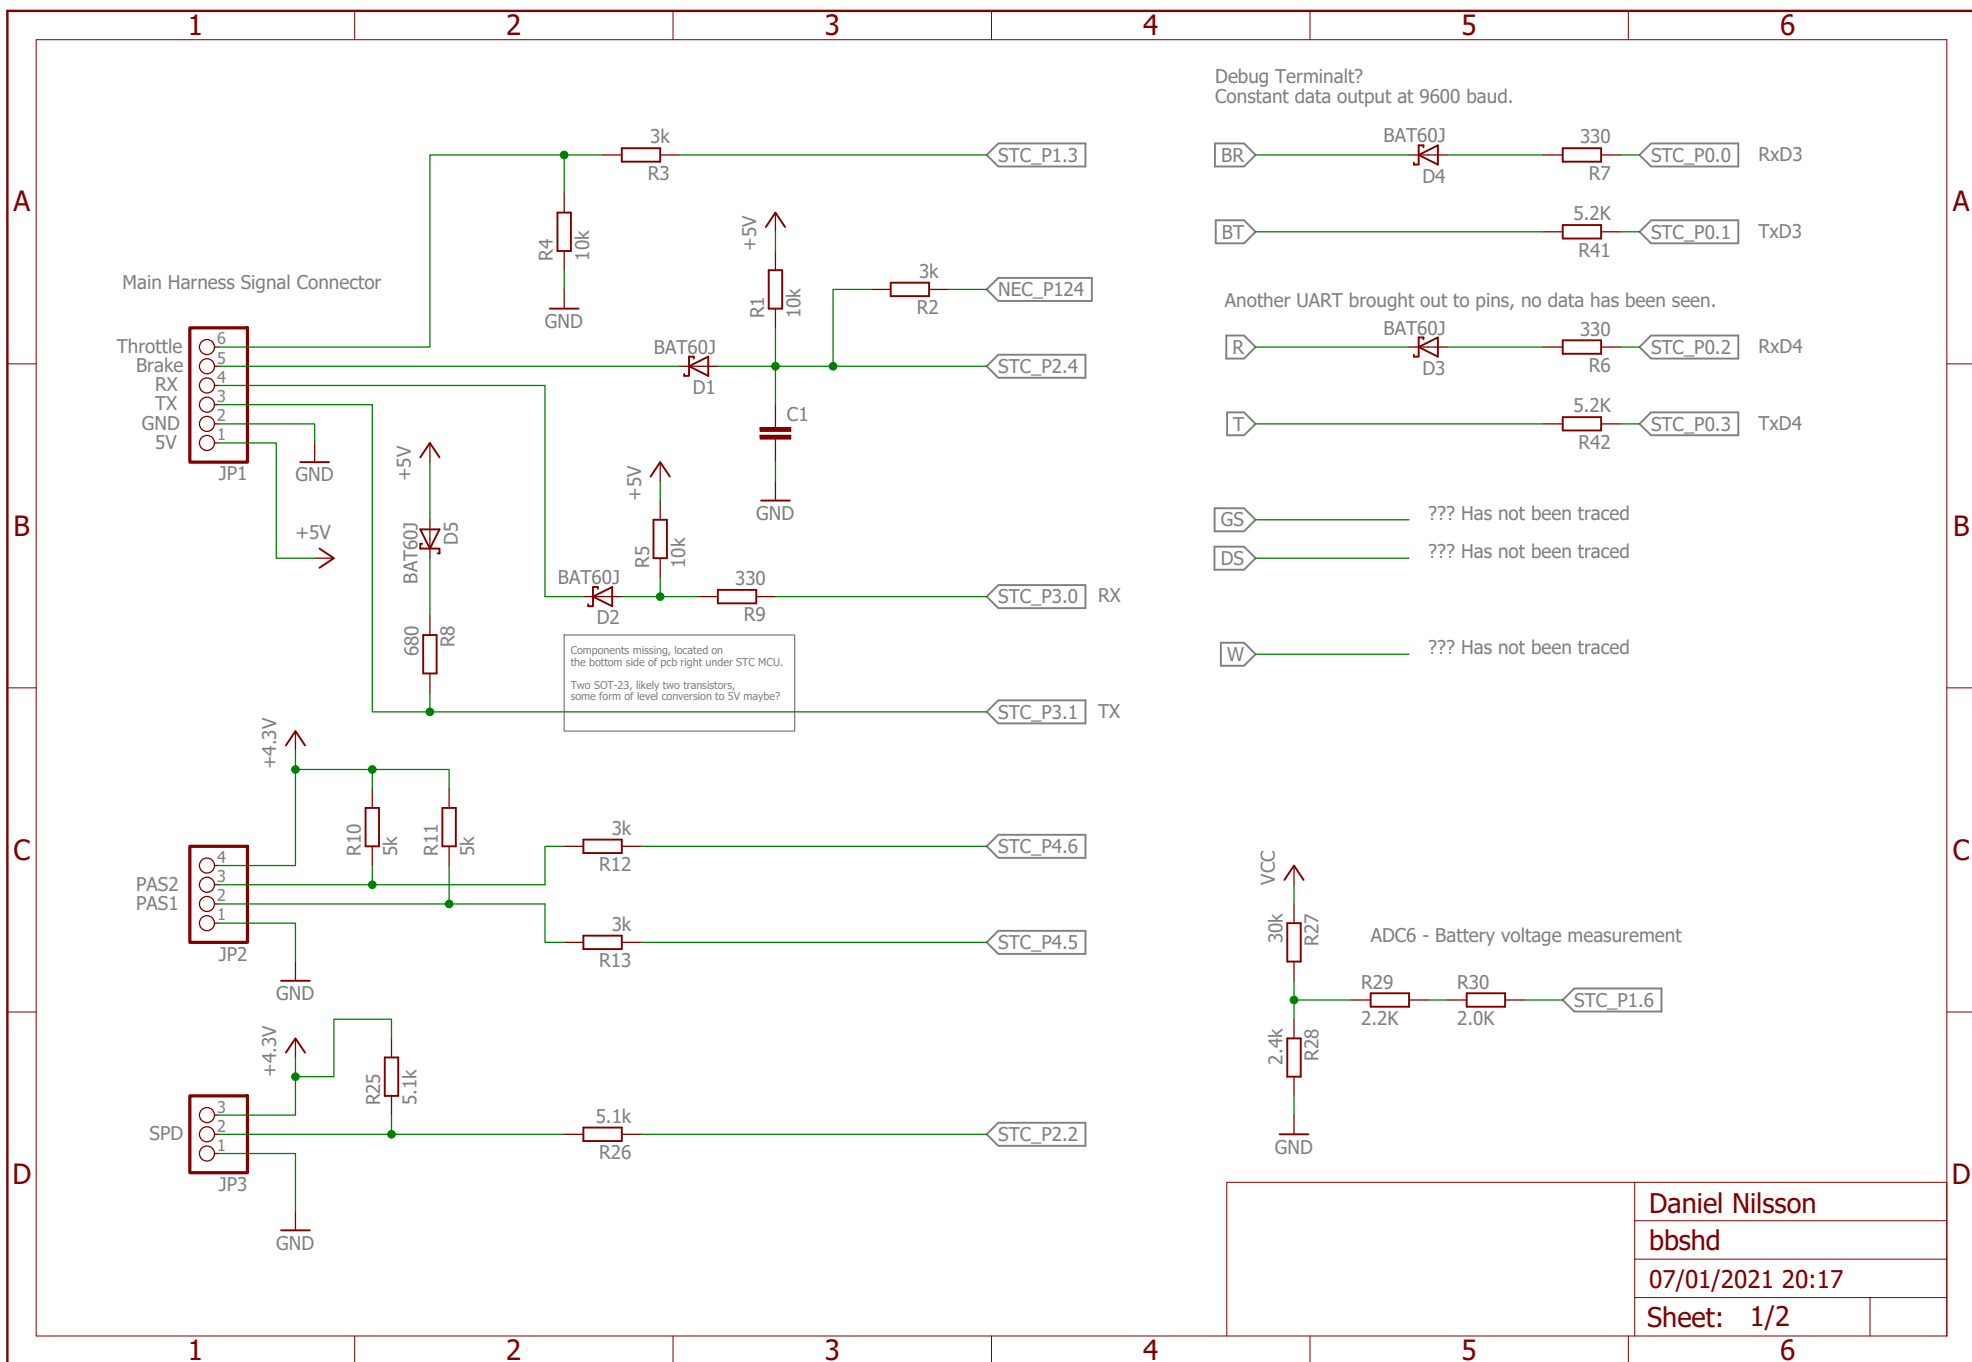 1 2 3 4 5 6
A
B
C
D
Main Harness Signal Connector
Throttle 6
Brake 5
RX 4
TX 3
GND 2
5V 1
JP1
GND
+5V
3k
R3
STC_P1.3
R4
10k
GND
+5V
R1
10k
3k
R2
NEC_P124
BAT60J
D1
STC_P2.4
C1
GND
+5V
BAT60J
D5
680
R8
+5V
R5
10k
BAT60J
D2
330
R9
STC_P3.0 RX
Components missing, located on
the bottom side of pcb right under STC MCU.
Two SOT-23, likely two transistors,
some form of level conversion to 5V maybe?
STC_P3.1 TX
+4.3V
R10
5k
R11
5k
4
PAS2 3
PAS1 2
1
JP2
GND
3k
R12
STC_P4.6
3k
R13
STC_P4.5
+4.3V
R25
5.1k
3
SPD 2
1
JP3
GND
5.1k
R26
STC_P2.2
Debug Terminalt?
Constant data output at 9600 baud.
BR
BAT60J
D4
330
R7
STC_P0.0 RxD3
BT
5.2K
R41
STC_P0.1 TxD3
Another UART brought out to pins, no data has been seen.
R
BAT60J
D3
330
R6
STC_P0.2 RxD4
T
5.2K
R42
STC_P0.3 TxD4
GS ??? Has not been traced
DS ??? Has not been traced
W ??? Has not been traced
VCC
30k
R27
ADC6 - Battery voltage measurement
R29
2.2K
R30
2.0K
STC_P1.6
2.4k
R28
GND
Daniel Nilsson
bbshd
07/01/2021 20:17
Sheet: 1/2
A
B
C
D
1 2 3 4 5 6